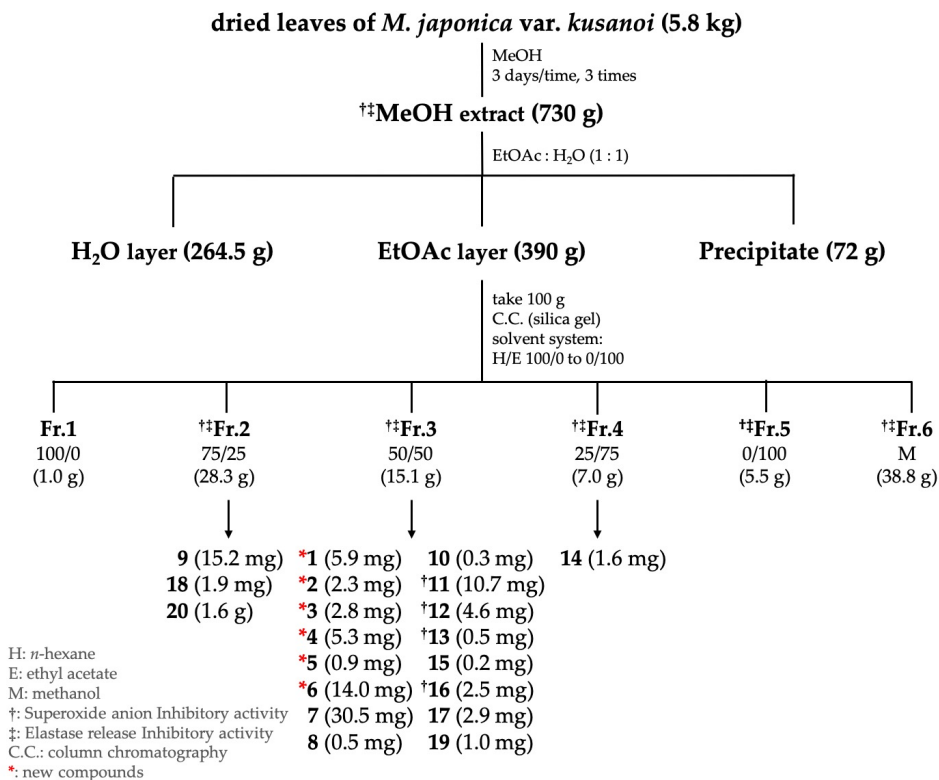 dried leaves of M. japonica var. kusanoi (5.8 kg)
MeOH
3 days/time, 3 times
†‡MeOH extract (730 g)
EtOAc : H₂O (1 : 1)
H₂O layer (264.5 g)
EtOAc layer (390 g)
Precipitate (72 g)
take 100 g
C.C. (silica gel)
solvent system:
H/E 100/0 to 0/100
Fr.1
100/0
(1.0 g)
†‡Fr.2
75/25
(28.3 g)
†‡Fr.3
50/50
(15.1 g)
†‡Fr.4
25/75
(7.0 g)
†‡Fr.5
0/100
(5.5 g)
†‡Fr.6
M
(38.8 g)
9 (15.2 mg)
18 (1.9 mg)
20 (1.6 g)
*1 (5.9 mg)
*2 (2.3 mg)
*3 (2.8 mg)
*4 (5.3 mg)
*5 (0.9 mg)
*6 (14.0 mg)
7 (30.5 mg)
8 (0.5 mg)
10 (0.3 mg)
†11 (10.7 mg)
†12 (4.6 mg)
†13 (0.5 mg)
15 (0.2 mg)
†16 (2.5 mg)
17 (2.9 mg)
19 (1.0 mg)
14 (1.6 mg)
H: n-hexane
E: ethyl acetate
M: methanol
†: Superoxide anion Inhibitory activity
‡: Elastase release Inhibitory activity
C.C.: column chromatography
*: new compounds